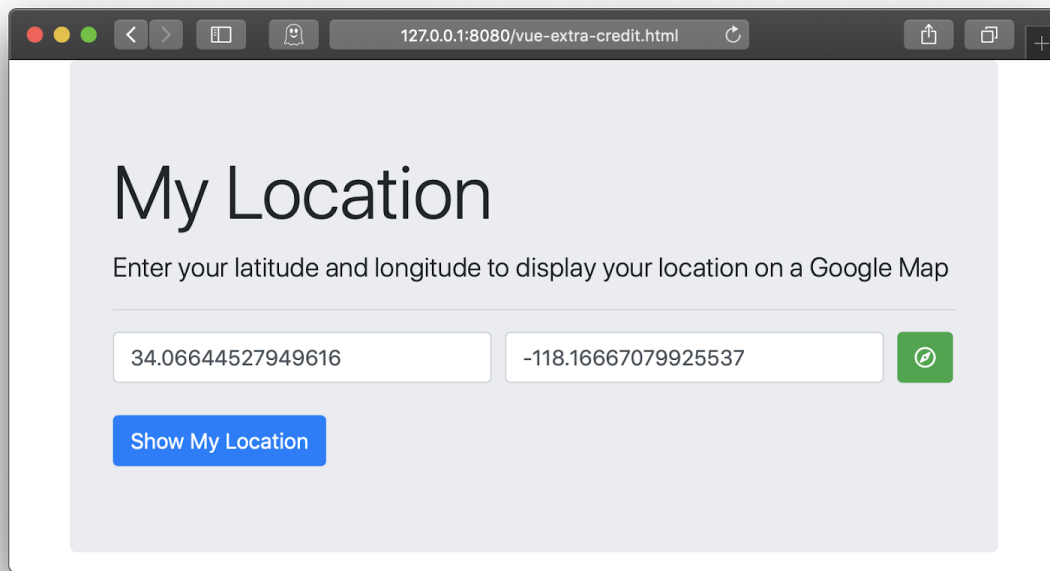 127.0.0.1:8080/vue-extra-credit.html
My Location
Enter your latitude and longitude to display your location on a Google Map
34.06644527949616 -118.16667079925537
Show My Location